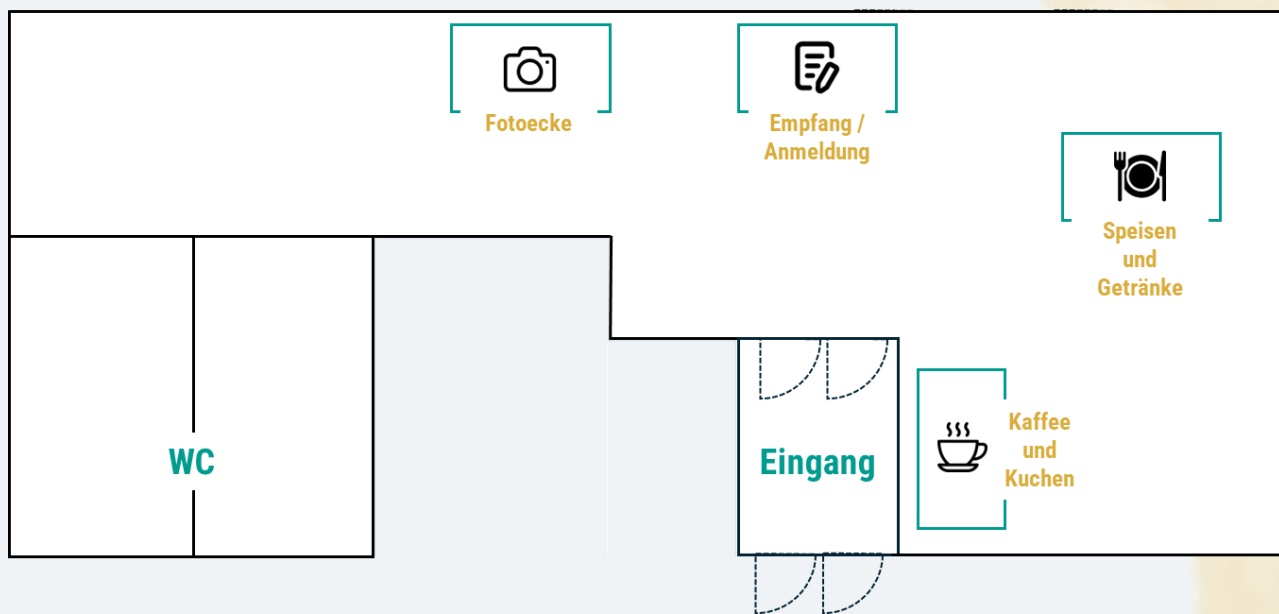 Fotoecke
Empfang /
Anmeldung
Speisen
und
Getränke
WC
Eingang
Kaffee
und
Kuchen